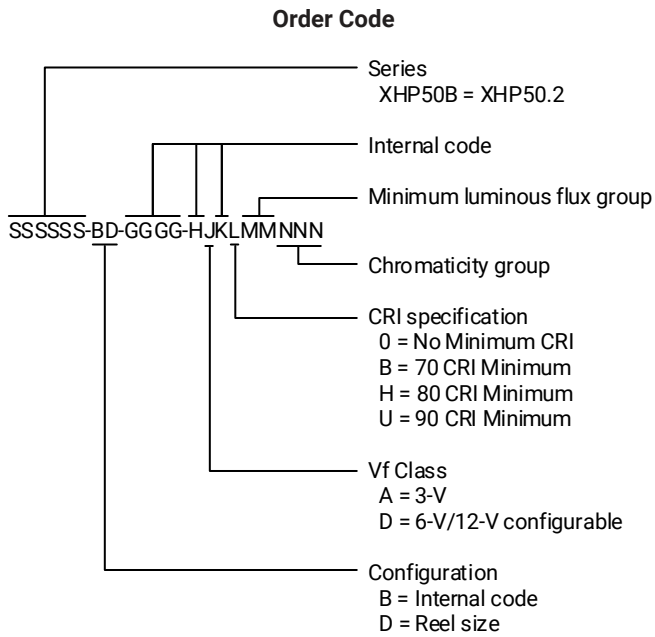 Order Code
Series
XHP50B = XHP50.2
Internal code
Minimum luminous flux group
SSSSSS-BD-GGGG-HJKLMMNNN
Chromaticity group
CRI specification
0 = No Minimum CRI
B = 70 CRI Minimum
H = 80 CRI Minimum
U = 90 CRI Minimum
Vf Class
A = 3-V
D = 6-V/12-V configurable
Configuration
B = Internal code
D = Reel size